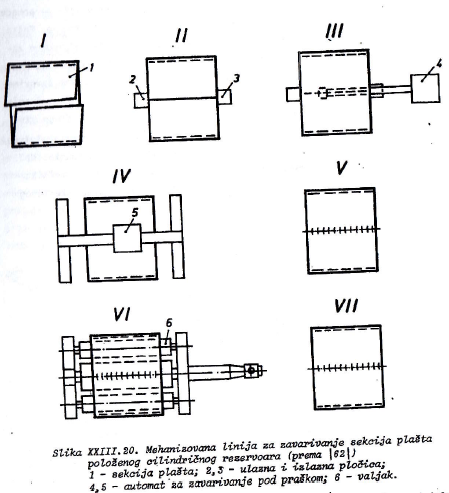 I II III
1 2 3 4
IV V
5
VI VII
6
Slika XXIII.20. Mehanizovana linija za zavarivanje sekcija plašta
položenog cilindričnog rezervoara (prema |62|)
1 - sekcija plašta; 2,3 - ulazna i izlazna pločica;
4,5 - automat za zavarivanje pod praškom; 6 - valjak.